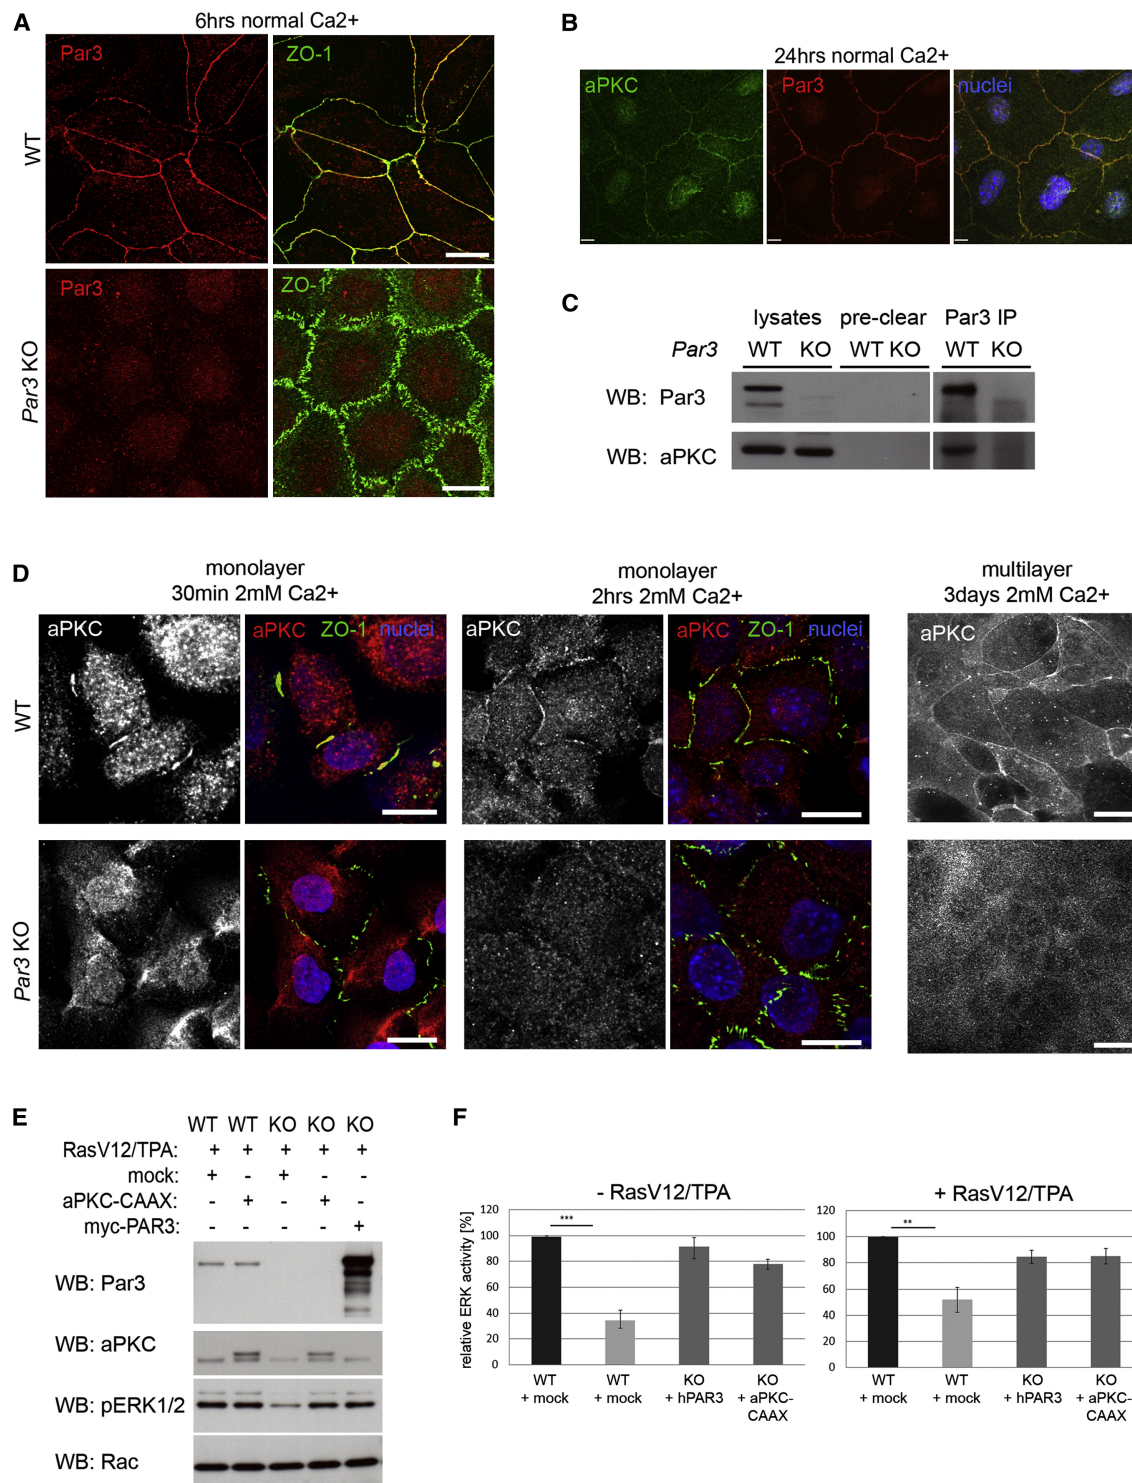 A
6hrs normal Ca2+
Par3
ZO-1
WT
Par3
ZO-1
Par3 KO
B
24hrs normal Ca2+
aPKC
Par3
nuclei
C
lysates pre-clear Par3 IP
Par3 WT KO WT KO WT KO
WB: Par3
WB: aPKC
D
monolayer
30min 2mM Ca2+
monolayer
2hrs 2mM Ca2+
multilayer
3days 2mM Ca2+
aPKC
aPKC ZO-1 nuclei
aPKC
aPKC ZO-1 nuclei
aPKC
WT
Par3 KO
E
WT WT KO KO KO
RasV12/TPA: + + + + +
mock: + - + - -
aPKC-CAAX: - + - + -
myc-PAR3: - - - - +
WB: Par3
WB: aPKC
WB: pERK1/2
WB: Rac
F
- RasV12/TPA
relative ERK activity [%]
120
100
80
60
40
20
0
***
WT + mock
WT + mock
KO + hPAR3
KO + aPKC-CAAX
+ RasV12/TPA
120
100
80
60
40
20
0
**
WT + mock
WT + mock
KO + hPAR3
KO + aPKC-CAAX